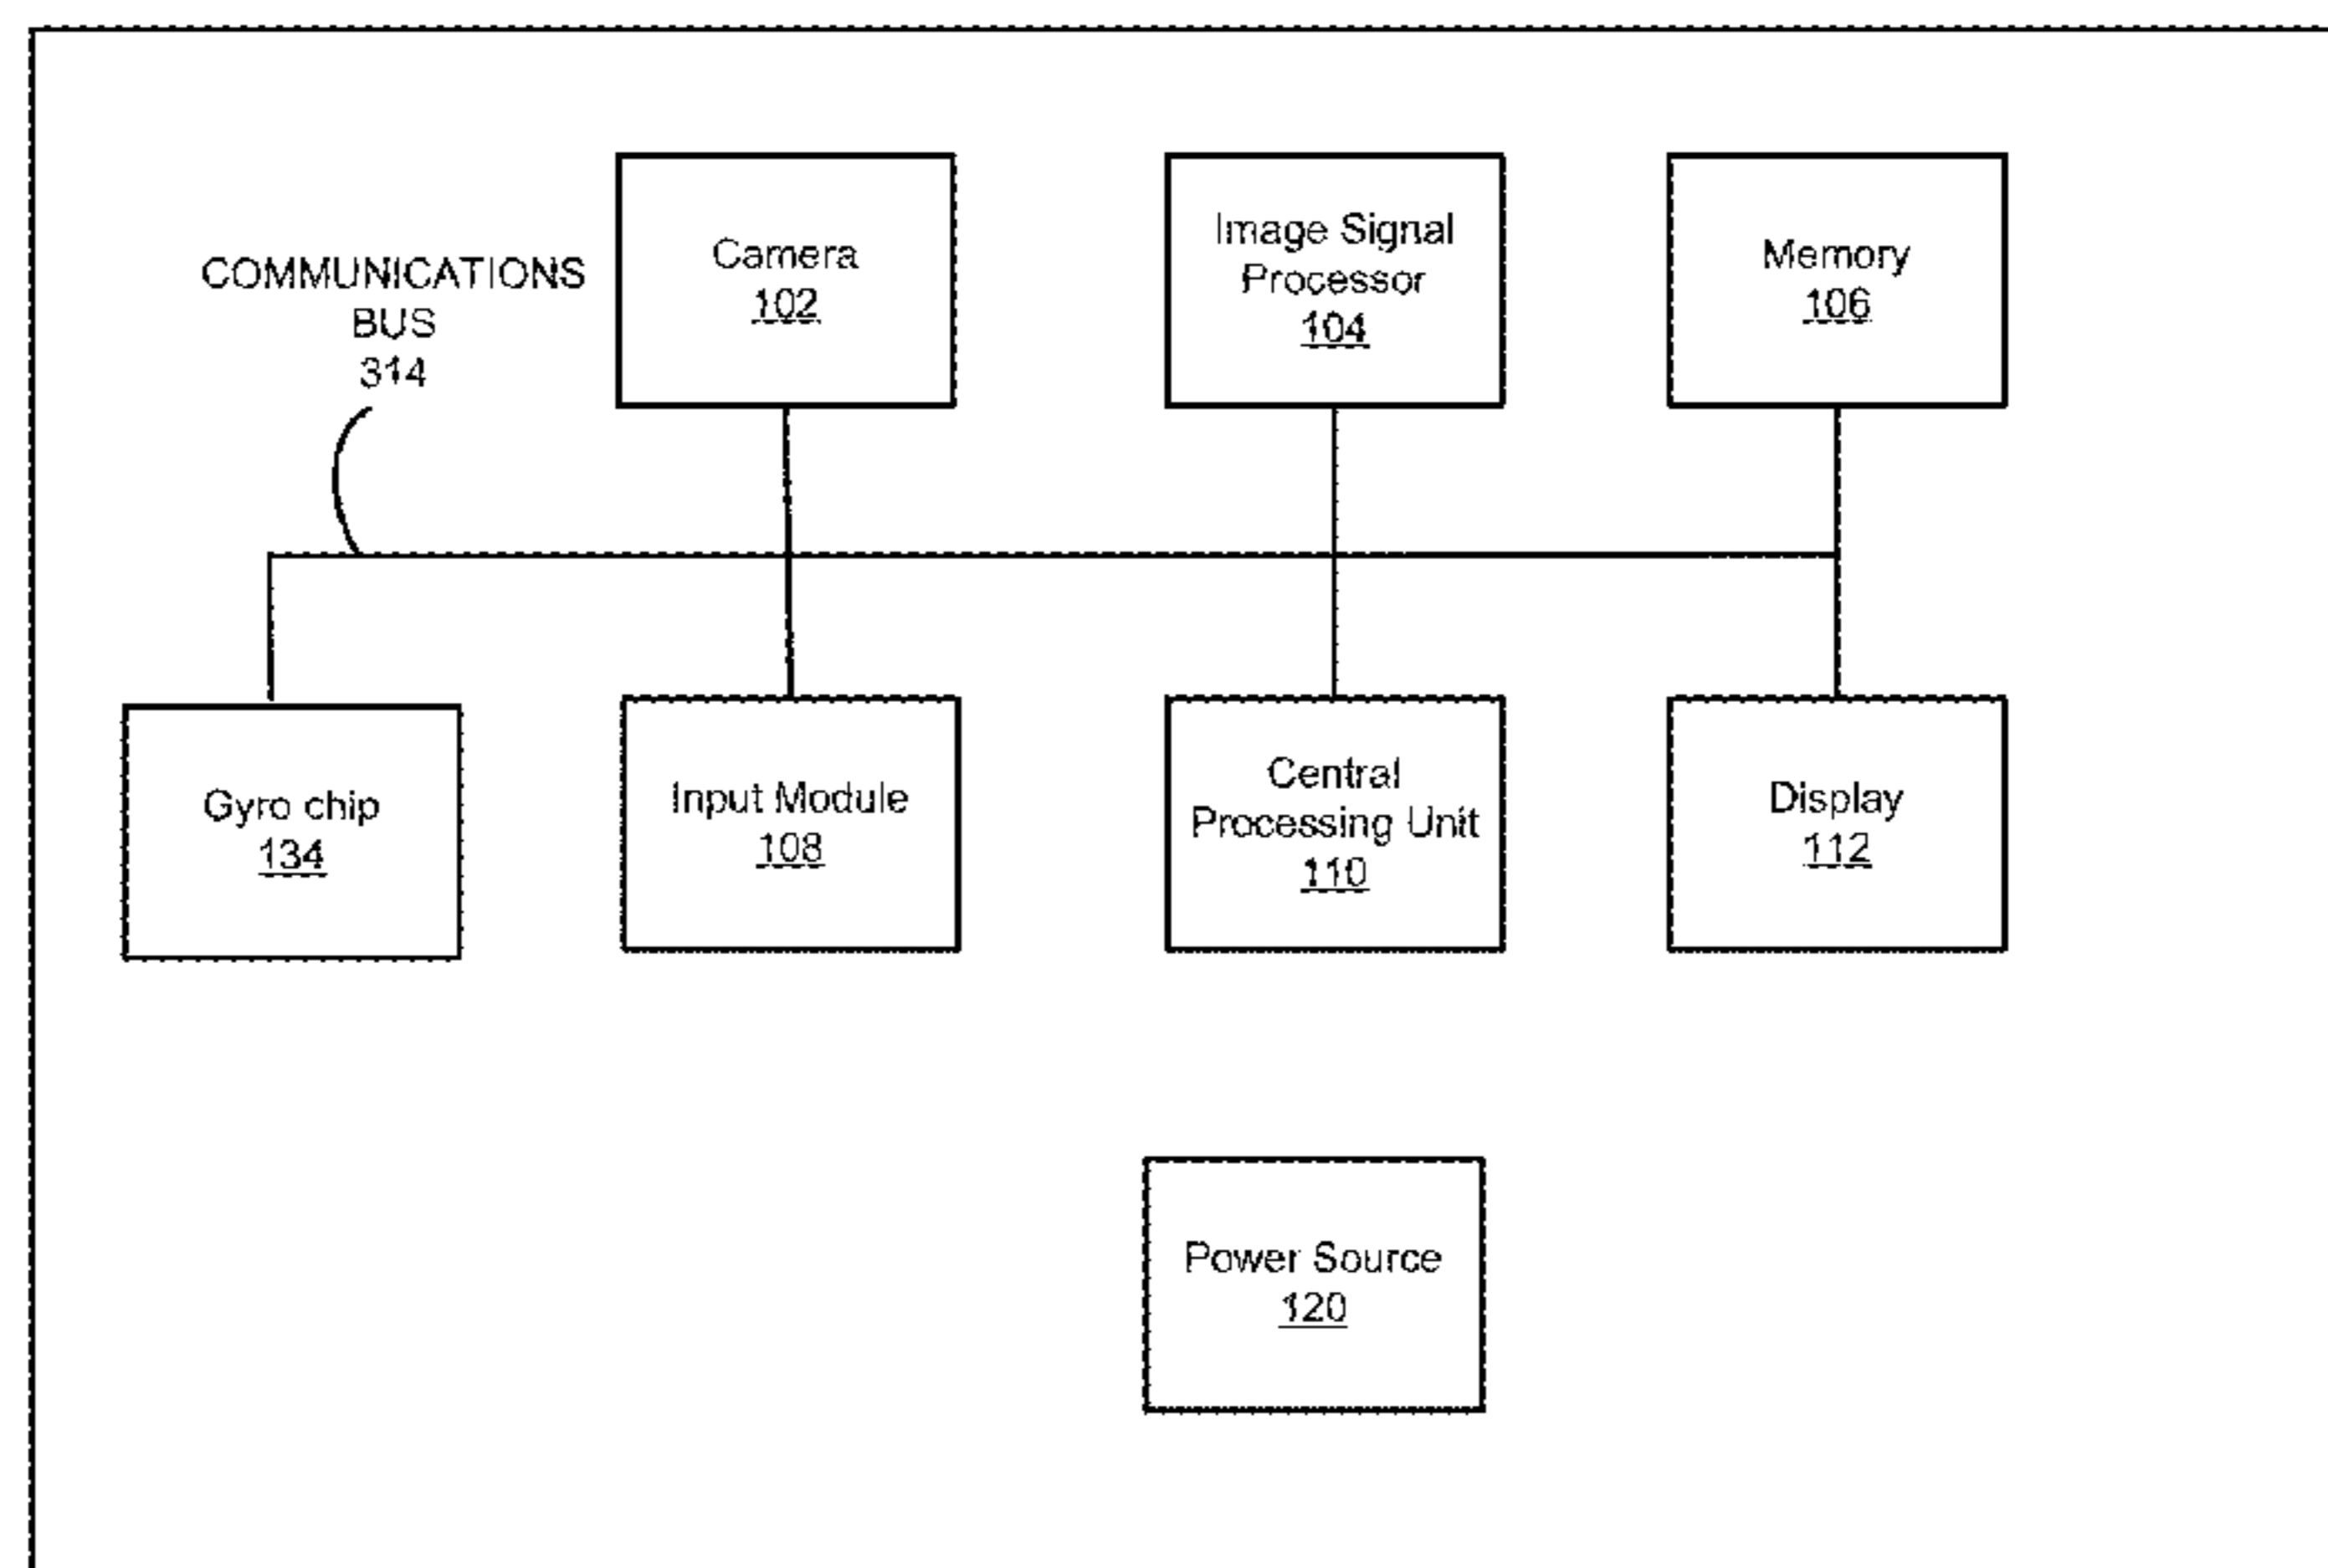 COMMUNICATIONS
BUS
314
Camera
102
Image Signal
Processor
104
Memory
106
Gyro chip
134
Input Module
108
Central
Processing Unit
110
Display
112
Power Source
120